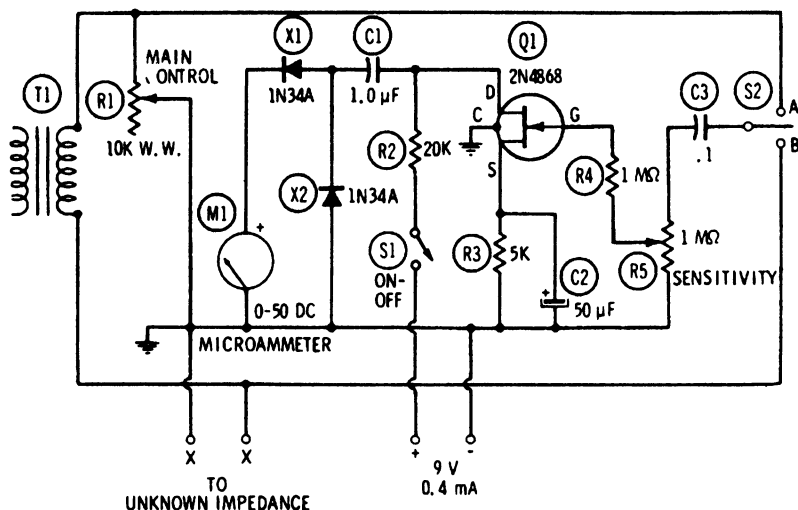 X1
C1
Q1
2N4868
T1
R1
MAIN
ONTROL
10K W. W.
1N34A
1.0 µF
D
C
G
S
C3
.1
S2
A
B
R2
20K
R4
1 MΩ
X2
1N34A
M1
+
S1
ON-
OFF
R3
5K
C2
+
50 µF
R5
1 MΩ
SENSITIVITY
0-50 DC
MICROAMMETER
X
X
+
-
TO
UNKNOWN IMPEDANCE
9 V
0.4 mA